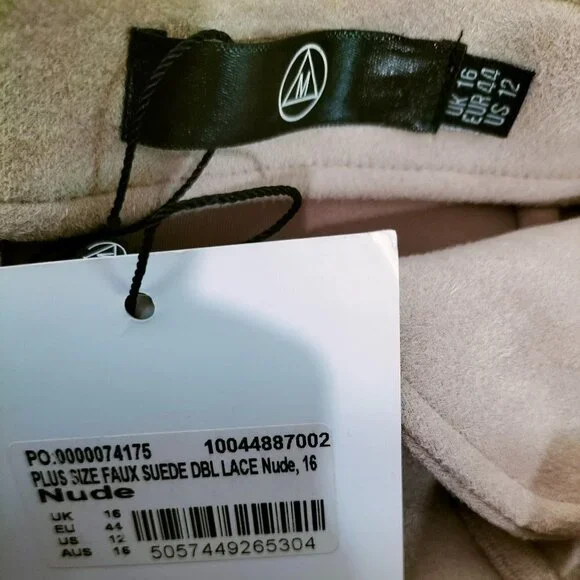 M
UK 16
EUR 44
US 12
PO.0000074175 10044887002
PLUS SIZE FAUX SUEDE DBL LACE Nude, 16
Nude
UK 16
EU 44
US 12
AUS 16
5057449265304